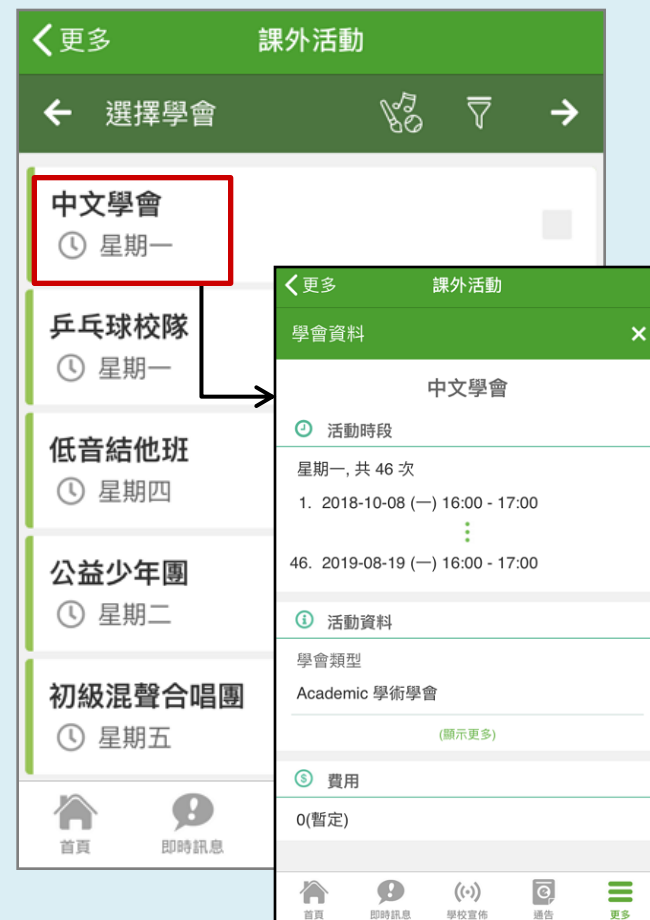 更多 課外活動
選擇學會
中文學會
星期一
乒乓球校隊
星期一
低音結他班
星期四
公益少年團
星期二
初級混聲合唱團
星期五
首頁 即時訊息
更多 課外活動
學會資料
中文學會
活動時段
星期一, 共 46 次
1. 2018-10-08 (一) 16:00 - 17:00
46. 2019-08-19 (一) 16:00 - 17:00
活動資料
學會類型
Academic 學術學會
(顯示更多)
費用
0(暫定)
首頁 即時訊息 學校宣佈 通告 更多